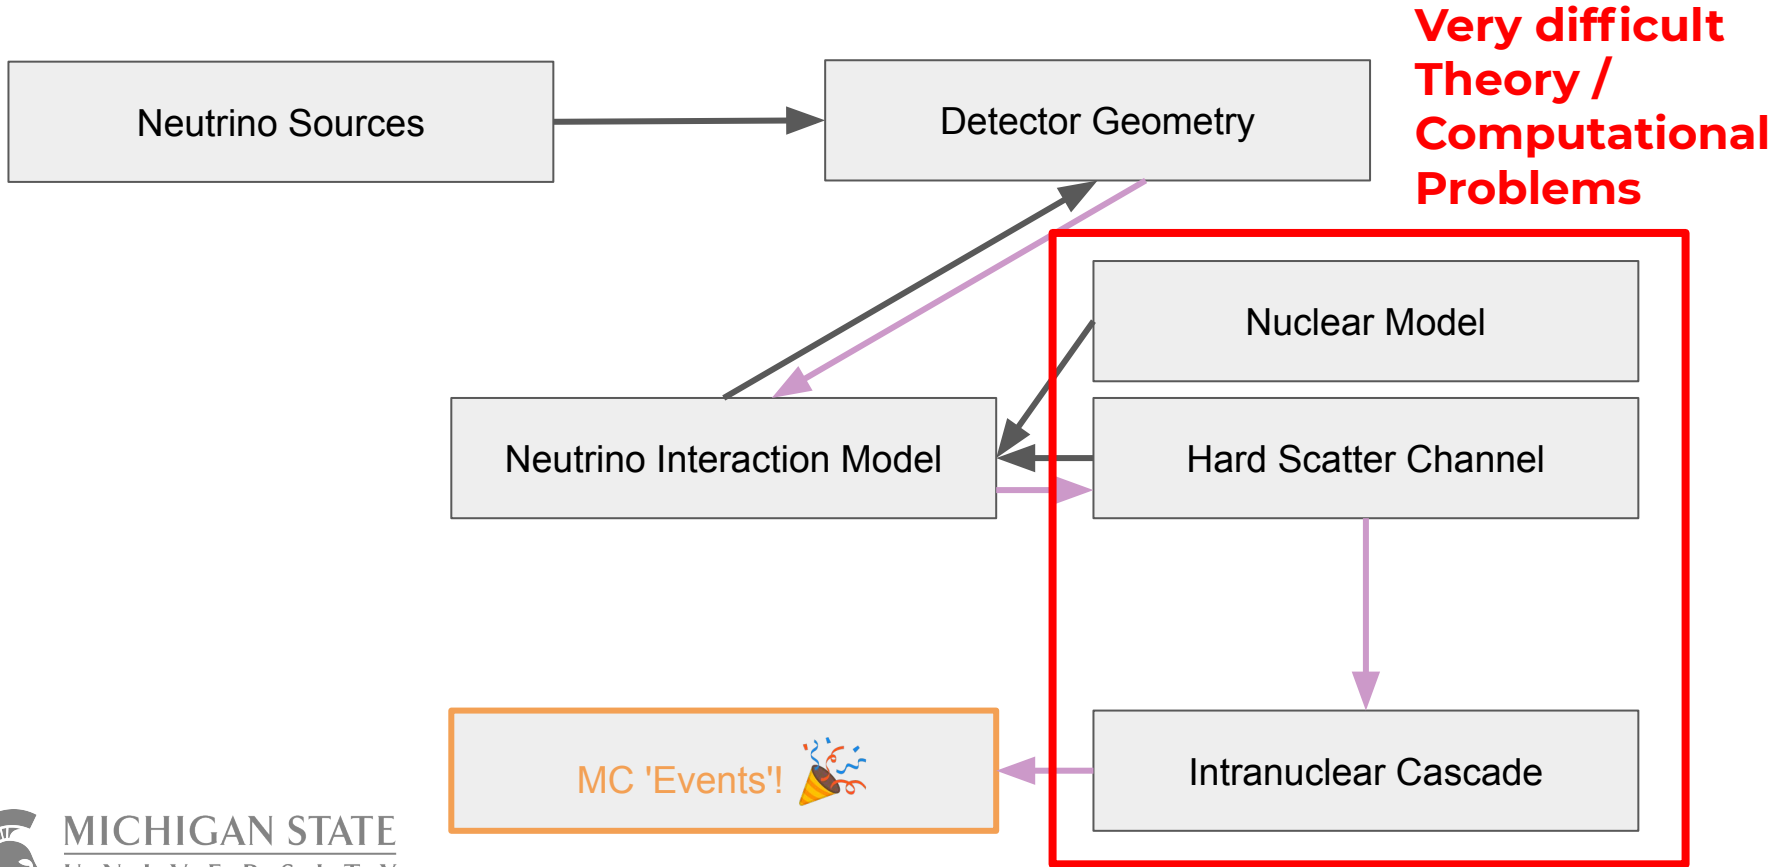 Very difficult
Theory /
Computational
Problems
Neutrino Sources
Detector Geometry
Nuclear Model
Neutrino Interaction Model
Hard Scatter Channel
MC 'Events'!
Intranuclear Cascade
MICHIGAN STATE
UNIVERSITY